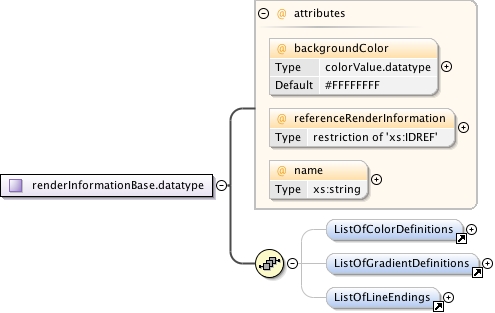 @ attributes
@ backgroundColor
Type colorValue.datatype
Default #FFFFFFFF
@ referenceRenderInformation
Type restriction of 'xs:IDREF'
@ name
Type xs:string
renderInformationBase.datatype
ListOfColorDefinitions
ListOfGradientDefinitions
ListOfLineEndings